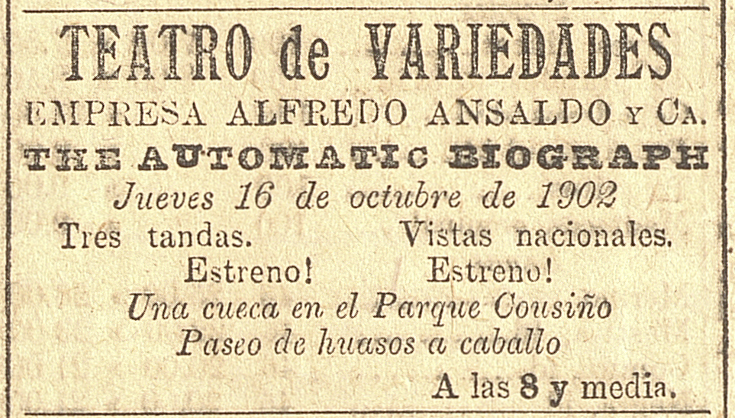 TEATRO de VARIEDADES
EMPRESA ALFREDO ANSALDO Y CA.
THE AUTOMATIC BIOGRAPH
Jueves 16 de octubre de 1902
Tres tandas. Vistas nacionales.
Estreno! Estreno!
Una cueca en el Parque Cousiño
Paseo de huasos a caballo
A las 8 y media.